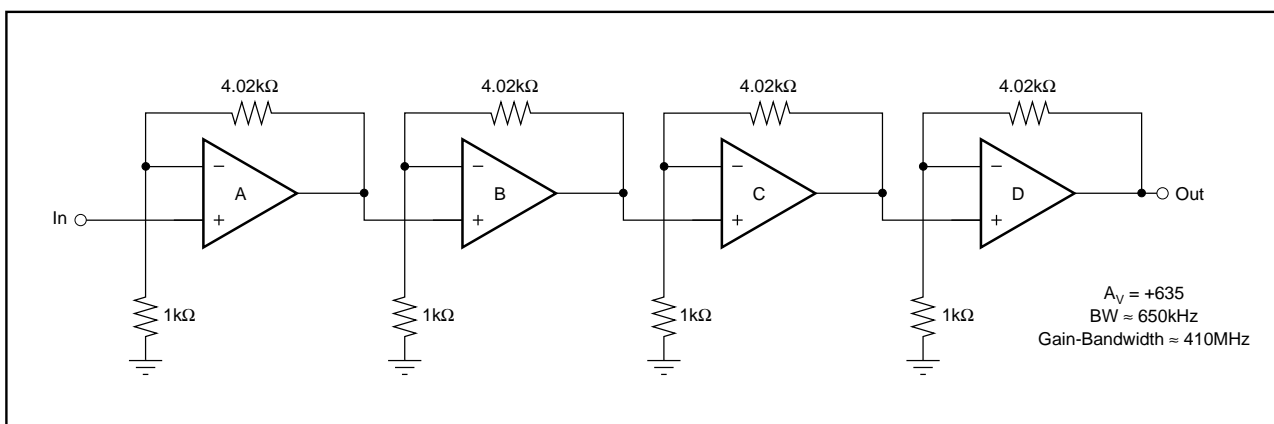 4.02kΩ
4.02kΩ
4.02kΩ
4.02kΩ
−
−
−
−
A
B
C
D
In
+
+
+
+
Out
1kΩ
1kΩ
1kΩ
1kΩ
A_V = +635
BW ≈ 650kHz
Gain-Bandwidth ≈ 410MHz